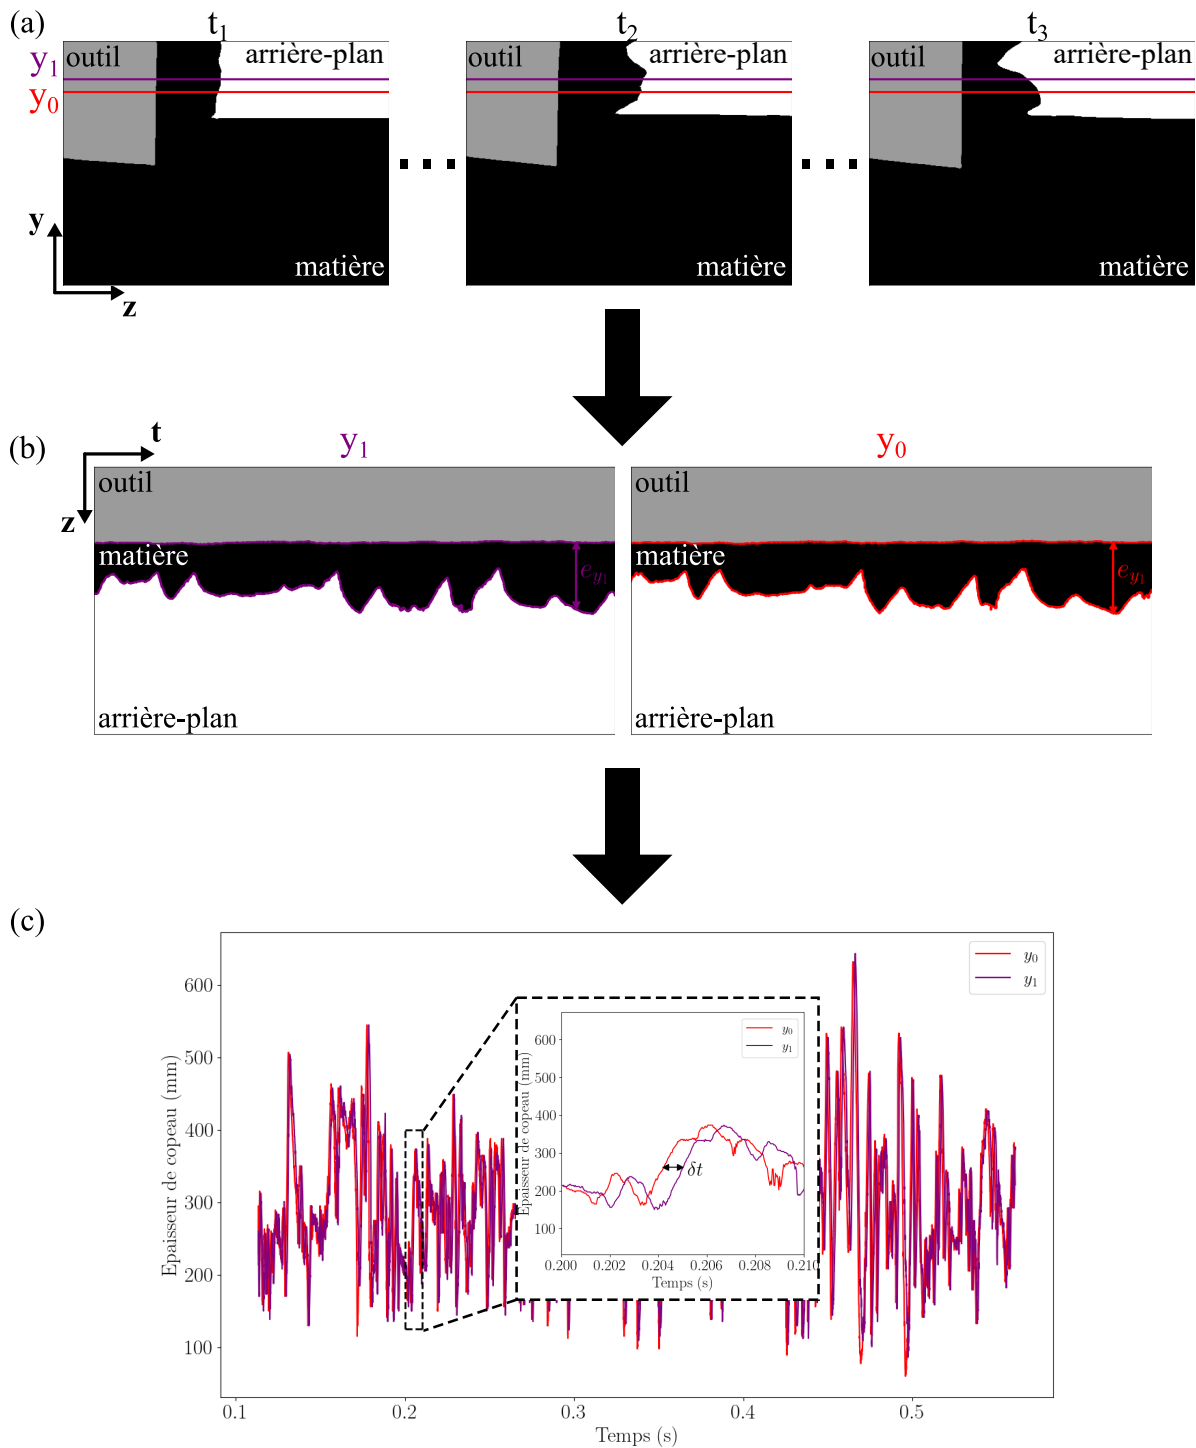 (a)
t1 t2 t3
outil arrière-plan outil arrière-plan outil arrière-plan
y1
y0
y
matière matière matière
z
(b)
t y1 y0
outil outil
z
matière matière
ey1 ey1
arrière-plan arrière-plan
(c)
Epaisseur de copeau (mm)
600
500
400
300
200
100
0.1 0.2 0.3 0.4 0.5
Temps (s)
y0
y1
Epaisseur de copeau (mm)
600
500
400
300
200
100
0.200 0.202 0.204 0.206 0.208 0.210
Temps (s)
y0
y1
δt